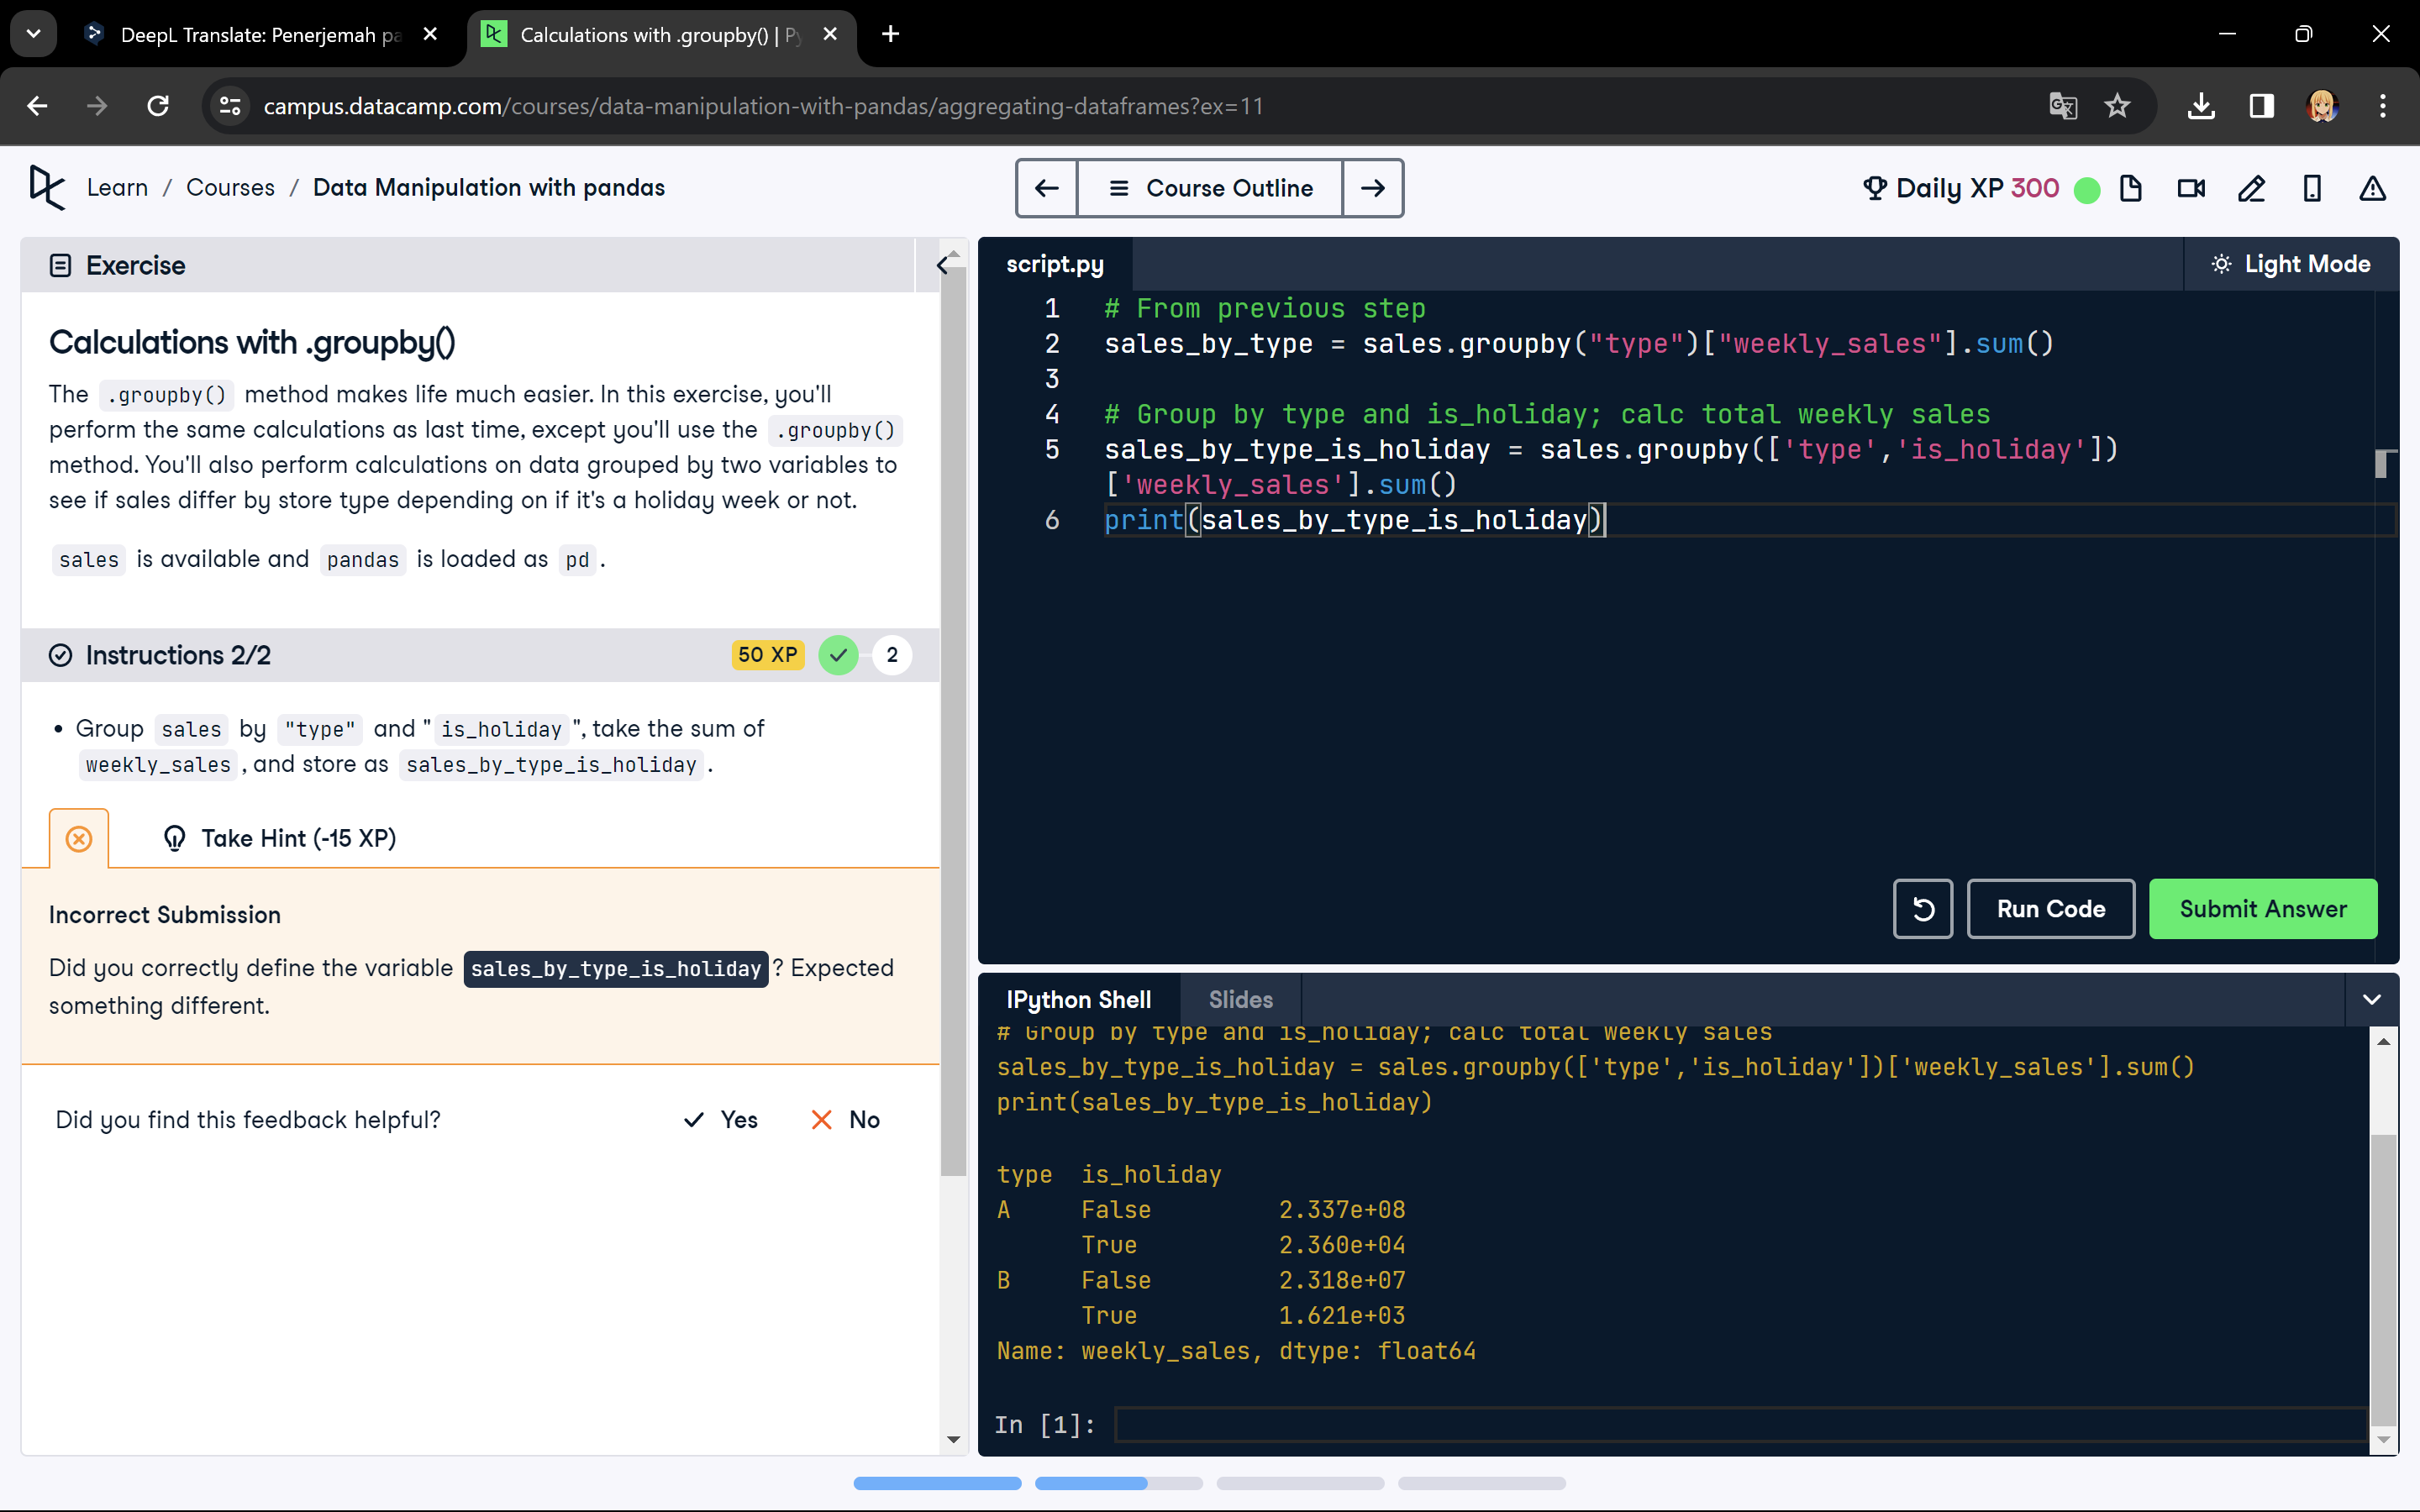 DeepL Translate: Penerjemah pa
Calculations with .groupby() | Py
campus.datacamp.com/courses/data-manipulation-with-pandas/aggregating-dataframes?ex=11
Learn / Courses / Data Manipulation with pandas
Course Outline
Daily XP 300
Exercise
Calculations with .groupby()
The .groupby() method makes life much easier. In this exercise, you'll
perform the same calculations as last time, except you'll use the .groupby()
method. You'll also perform calculations on data grouped by two variables to
see if sales differ by store type depending on if it's a holiday week or not.
sales is available and pandas is loaded as pd.
Instructions 2/2
50 XP
2
• Group sales by "type" and "is_holiday", take the sum of
weekly_sales, and store as sales_by_type_is_holiday.
Take Hint (-15 XP)
Incorrect Submission
Did you correctly define the variable sales_by_type_is_holiday? Expected
something different.
Did you find this feedback helpful?
Yes
No
script.py
Light Mode
1 # From previous step
2 sales_by_type = sales.groupby("type")["weekly_sales"].sum()
3
4 # Group by type and is_holiday; calc total weekly sales
5 sales_by_type_is_holiday = sales.groupby(['type','is_holiday'])
['weekly_sales'].sum()
6 print(sales_by_type_is_holiday)
Run Code
Submit Answer
IPython Shell
Slides
# Group by type and is_holiday; calc total weekly sales
sales_by_type_is_holiday = sales.groupby(['type','is_holiday'])['weekly_sales'].sum()
print(sales_by_type_is_holiday)
type is_holiday
A False 2.337e+08
True 2.360e+04
B False 2.318e+07
True 1.621e+03
Name: weekly_sales, dtype: float64
In [1]: